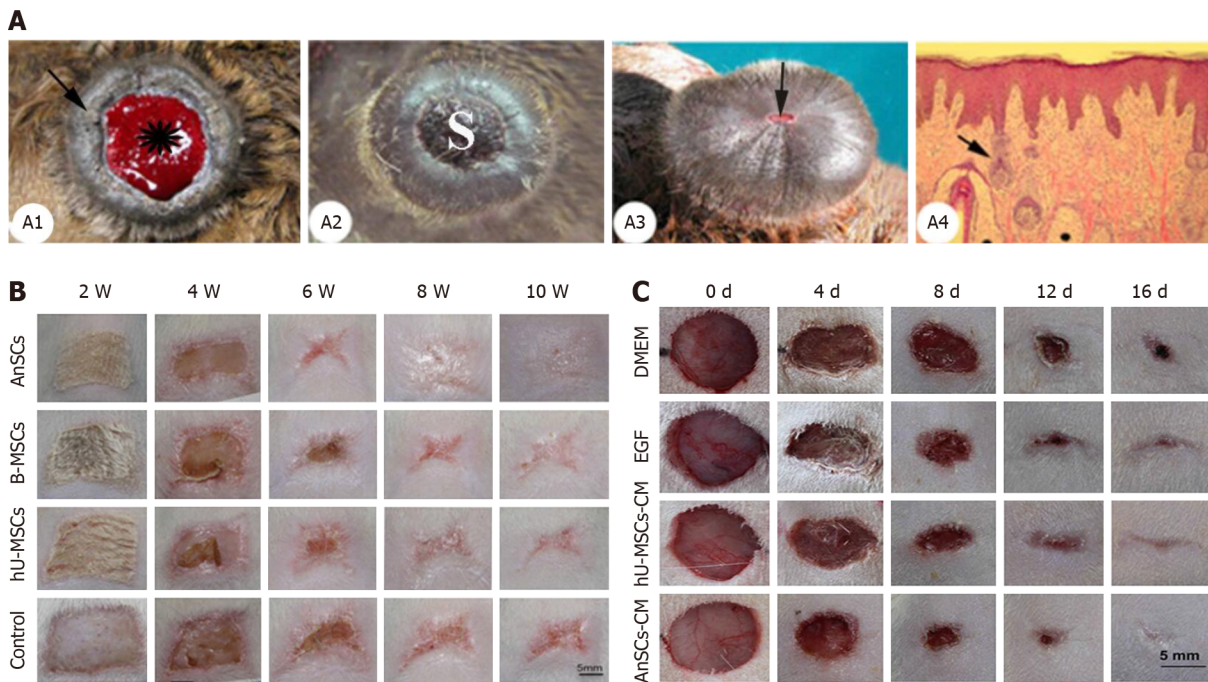 A
S
A1
A2
A3
A4
B
2 W
4 W
6 W
8 W
10 W
AnSCs
B-MSCs
hU-MSCs
Control
5mm
C
0 d
4 d
8 d
12 d
16 d
DMEM
EGF
hU-MSCs-CM
AnSCs-CM
5 mm